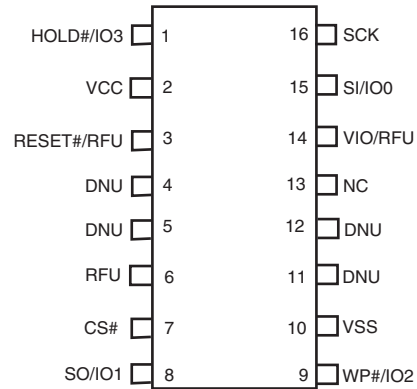 HOLD#/IO3 1 16 SCK
VCC 2 15 SI/IO0
RESET#/RFU 3 14 VIO/RFU
DNU 4 13 NC
DNU 5 12 DNU
RFU 6 11 DNU
CS# 7 10 VSS
SO/IO1 8 9 WP#/IO2